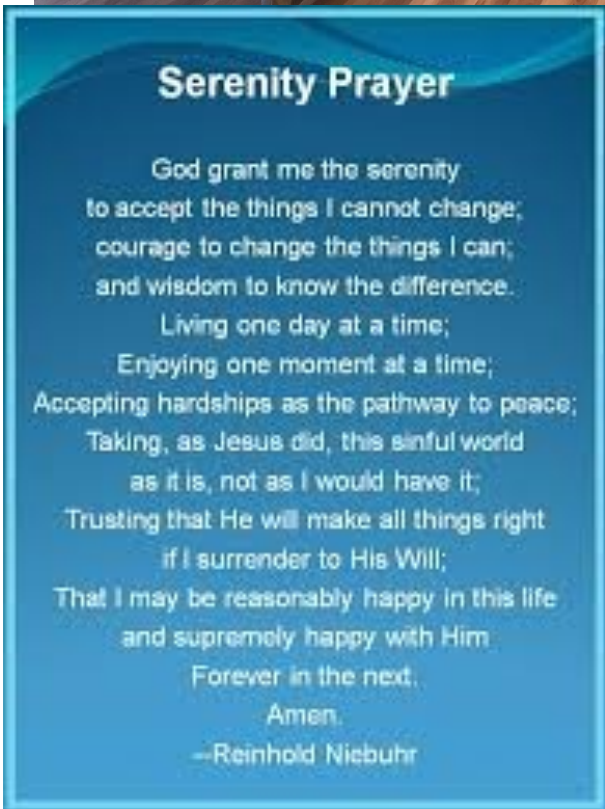 Serenity Prayer
God grant me the serenity
to accept the things I cannot change;
courage to change the things I can;
and wisdom to know the difference.
Living one day at a time;
Enjoying one moment at a time;
Accepting hardships as the pathway to peace;
Taking, as Jesus did, this sinful world
as it is, not as I would have it;
Trusting that He will make all things right
if I surrender to His Will;
That I may be reasonably happy in this life
and supremely happy with Him
Forever in the next.
Amen.
--Reinhold Niebuhr